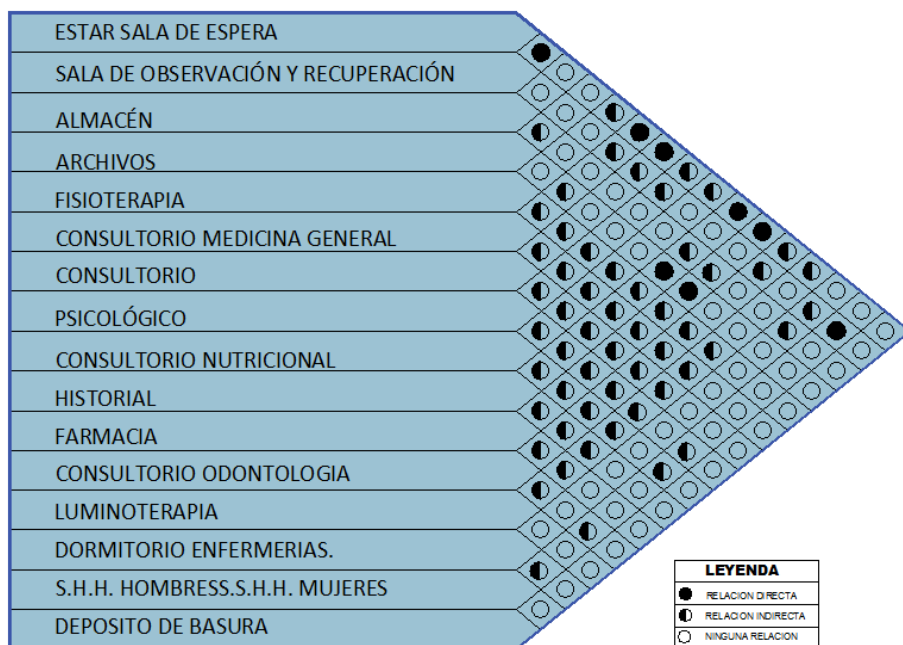 ESTAR SALA DE ESPERA
SALA DE OBSERVACIÓN Y RECUPERACIÓN
ALMACÉN
ARCHIVOS
FISIOTERAPIA
CONSULTORIO MEDICINA GENERAL
CONSULTORIO
PSICOLÓGICO
CONSULTORIO NUTRICIONAL
HISTORIAL
FARMACIA
CONSULTORIO ODONTOLOGIA
LUMINOTERAPIA
DORMITORIO ENFERMERIAS.
S.H.H. HOMBRESS.S.H.H. MUJERES
DEPOSITO DE BASURA
LEYENDA
RELACION DIRECTA
RELACION INDIRECTA
NINGUNA RELACION